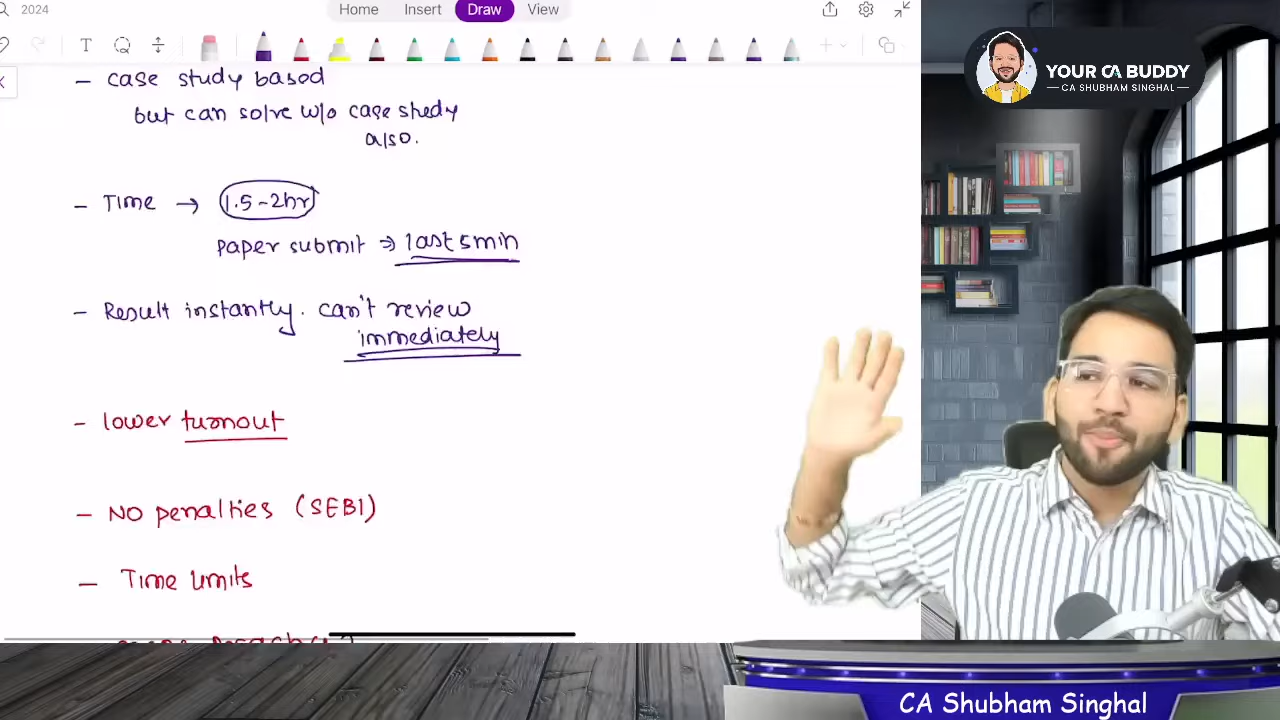 2024
Home Insert Draw View
T
YOUR CA BUDDY
CA SHUBHAM SINGHAL
- case study based
but can solve w/o case study
also.
- Time → 1.5-2hr
paper submit ⇒ last 5 min
- Result instantly. can't review
immediately
- lower turnout
- NO penalties (SEBI)
- Time limits
CA Shubham Singhal